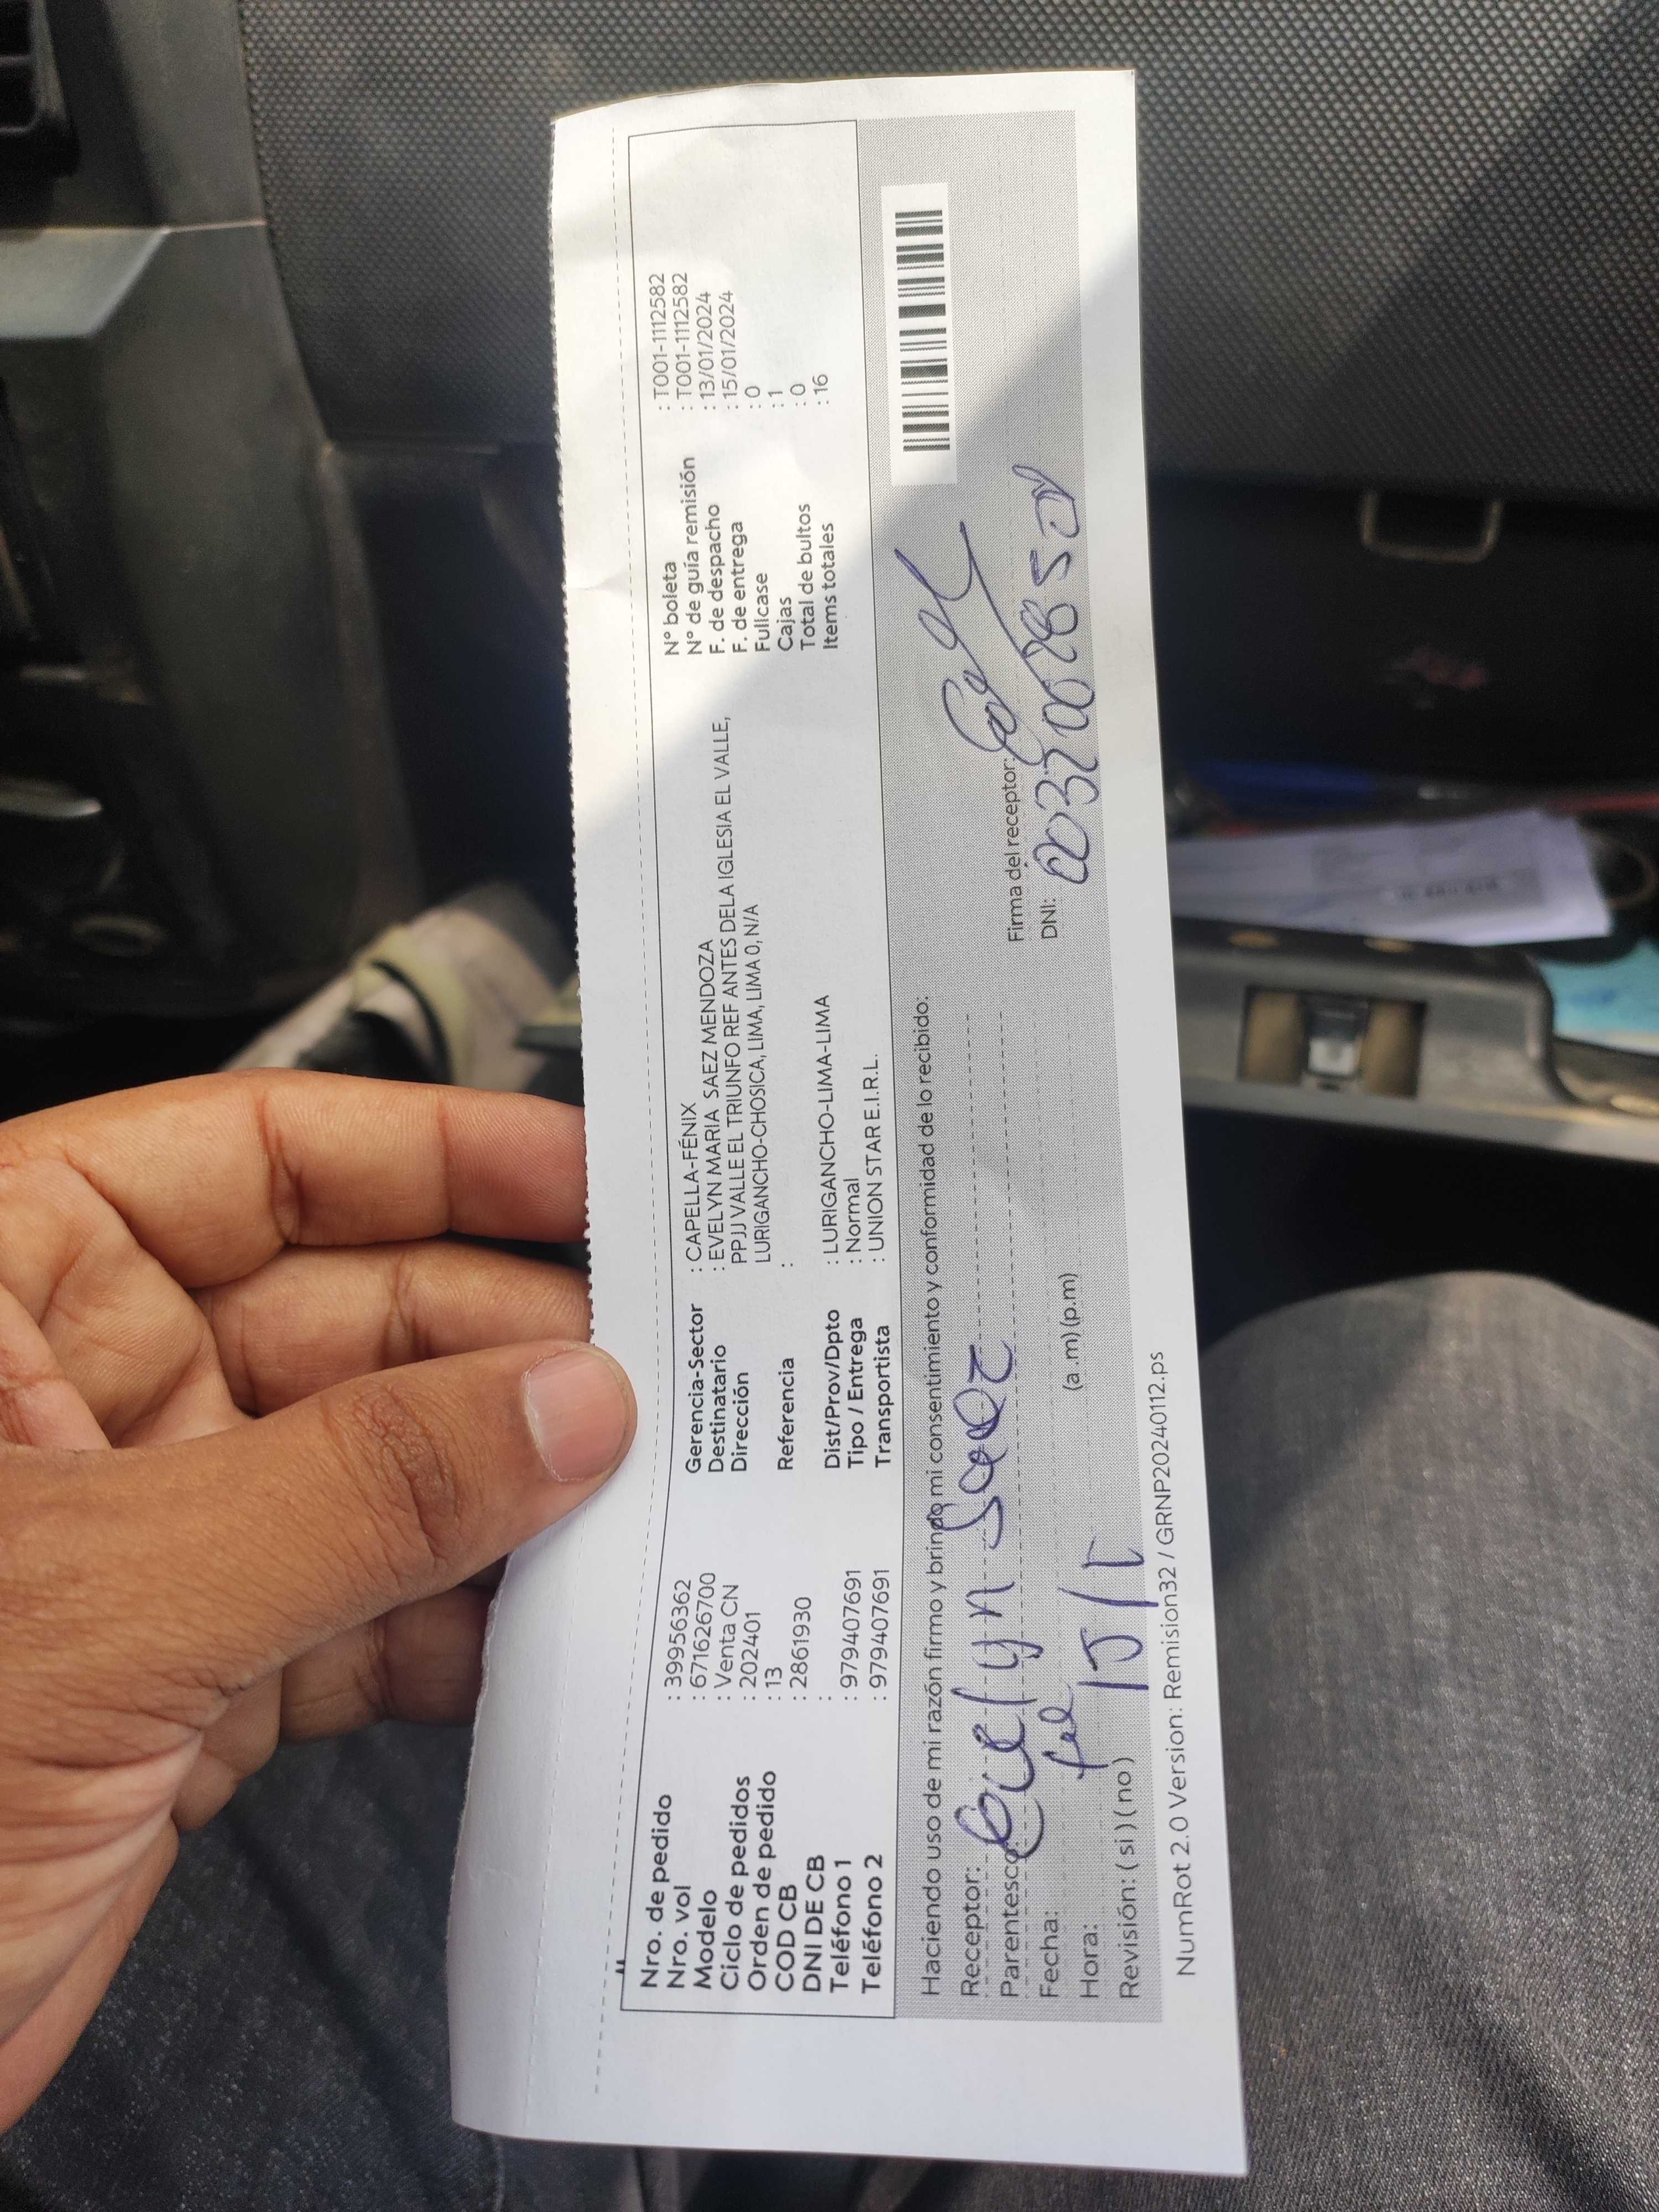 Nro. de pedido : 39956362
Nro. vol : 671626700
Modelo : Venta CN
Ciclo de pedidos : 202401
Orden de pedido : 13
COD CB : 2861930
DNI DE CB :
Teléfono 1 : 979407691
Teléfono 2 : 979407691
Gerencia-Sector : CAPELLA-FÉNIX
Destinatario : EVELYN MARIA SAEZ MENDOZA
Dirección PPJJ VALLE EL TRIUNFO REF ANTES DELA IGLESIA EL VALLE,
LURIGANCHO-CHOSICA, LIMA, LIMA 0, N/A
Referencia :
Dist/Prov/Dpto : LURIGANCHO-LIMA-LIMA
Tipo / Entrega : Normal
Transportista : UNION STAR E.I.R.L.
N° boleta : T001-1112582
N° de guía remisión : T001-1112582
F. de despacho : 13/01/2024
F. de entrega : 15/01/2024
Fullcase : 0
Cajas : 1
Total de bultos : 0
Items totales : 16
Haciendo uso de mi razón firmo y brindo mi consentimiento y conformidad de lo recibido:
Receptor: Evelyn Saez
Parentesco:
Fecha:
Hora: (a.m) (p.m)
Revisión: ( si ) ( no )
Firma del receptor:
DNI:
NumRot 2.0 Version: Remision32 / GRNP20240112.ps